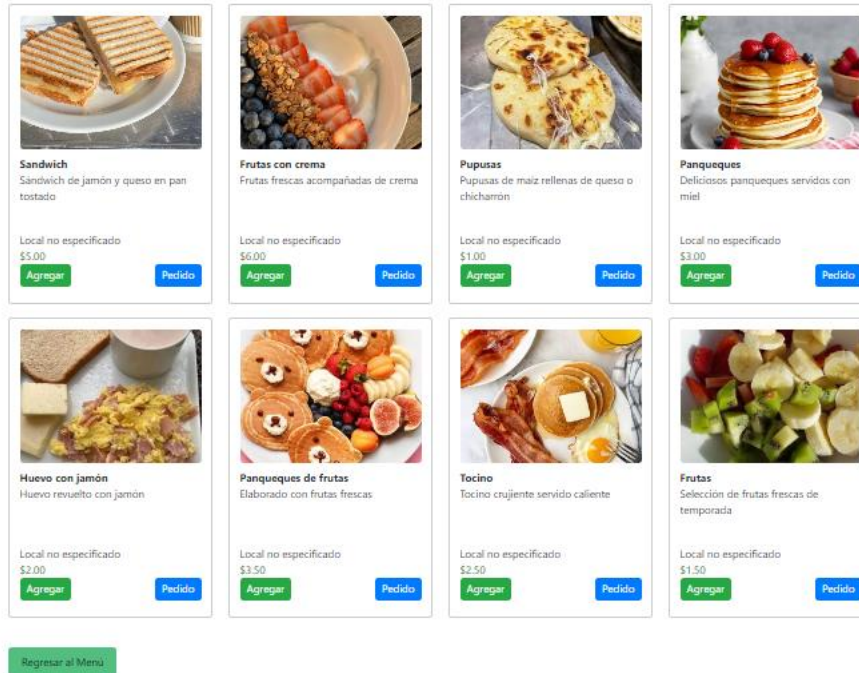 Sandwich
Sándwich de jamón y queso en pan
tostado
Local no especificado
$5.00
Agregar
Pedido
Frutas con crema
Frutas frescas acompañadas de crema
Local no especificado
$6.00
Agregar
Pedido
Pupusas
Pupusas de maíz rellenas de queso o
chicharrón
Local no especificado
$1.00
Agregar
Pedido
Panqueques
Deliciosos panqueques servidos con
miel
Local no especificado
$3.00
Agregar
Pedido
Huevo con jamón
Huevo revuelto con jamón
Local no especificado
$2.00
Agregar
Pedido
Panqueques de frutas
Elaborado con frutas frescas
Local no especificado
$3.50
Agregar
Pedido
Tocino
Tocino crujiente servido caliente
Local no especificado
$2.50
Agregar
Pedido
Frutas
Selección de frutas frescas de
temporada
Local no especificado
$1.50
Agregar
Pedido
Regresar al Menú